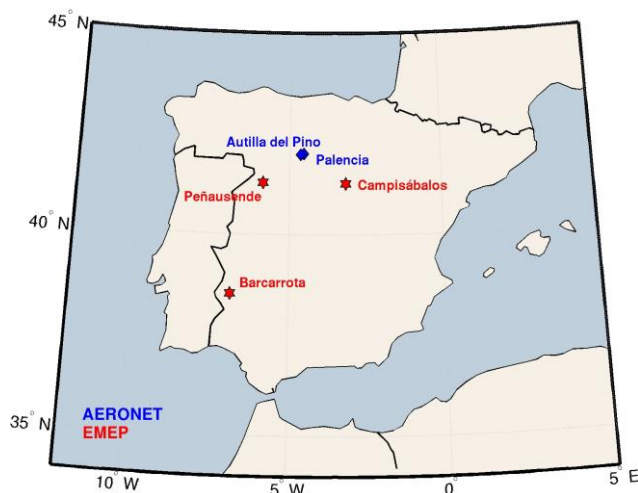 45° N
Autilla del Pino
Palencia
Peñausende
Campisábalos
40° N
Barcarrota
AERONET
EMEP
35° N
10° W
5° W
0°
5° E